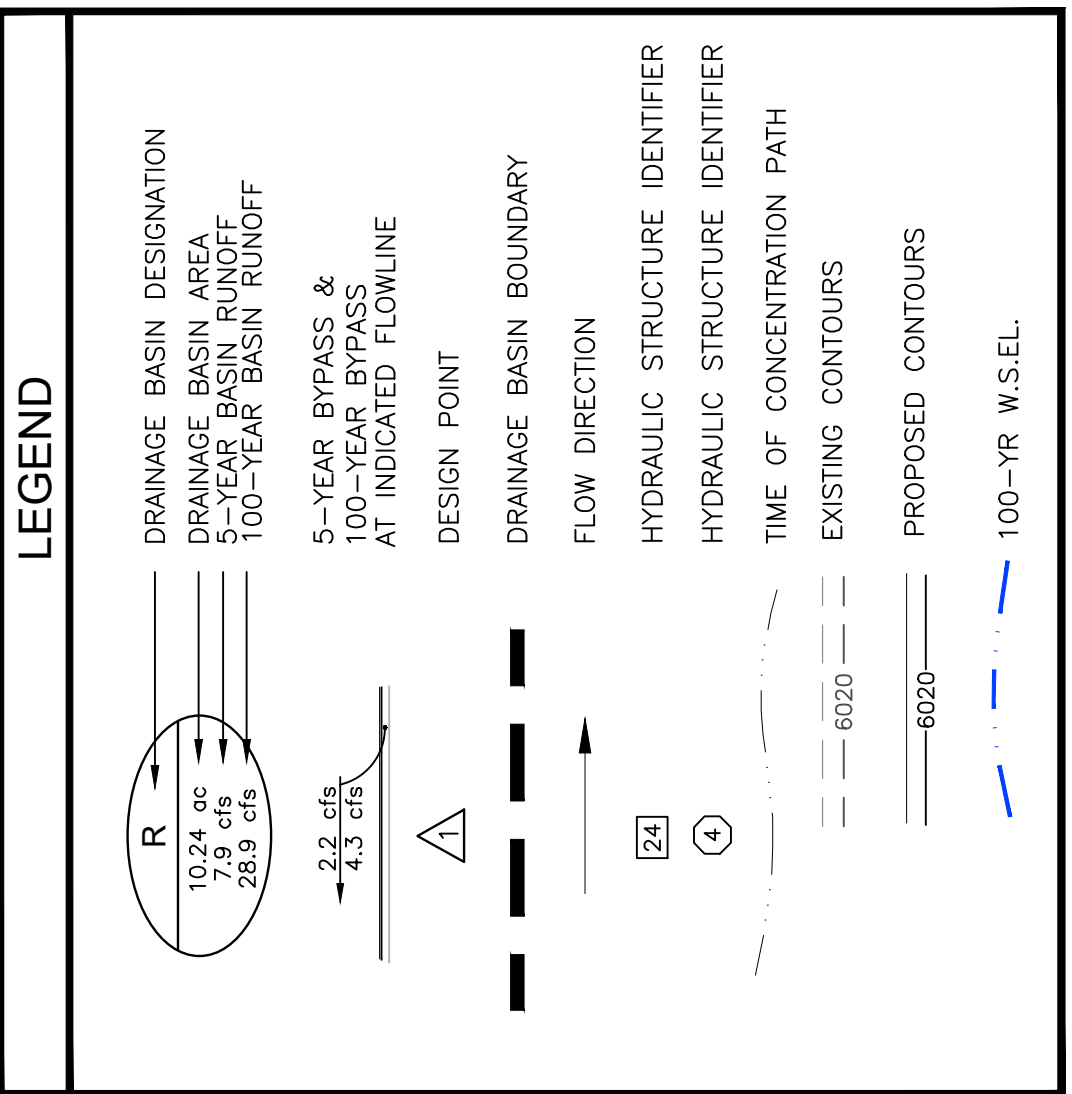 LEGEND
R
DRAINAGE BASIN DESIGNATION
10.24 ac
DRAINAGE BASIN AREA
7.9 cfs
5-YEAR BASIN RUNOFF
28.9 cfs
100-YEAR BASIN RUNOFF
2.2 cfs
4.3 cfs
5-YEAR BYPASS &
100-YEAR BYPASS
AT INDICATED FLOWLINE
1
DESIGN POINT
DRAINAGE BASIN BOUNDARY
FLOW DIRECTION
24
HYDRAULIC STRUCTURE IDENTIFIER
4
HYDRAULIC STRUCTURE IDENTIFIER
TIME OF CONCENTRATION PATH
6020
EXISTING CONTOURS
6020
PROPOSED CONTOURS
100-YR W.S.EL.